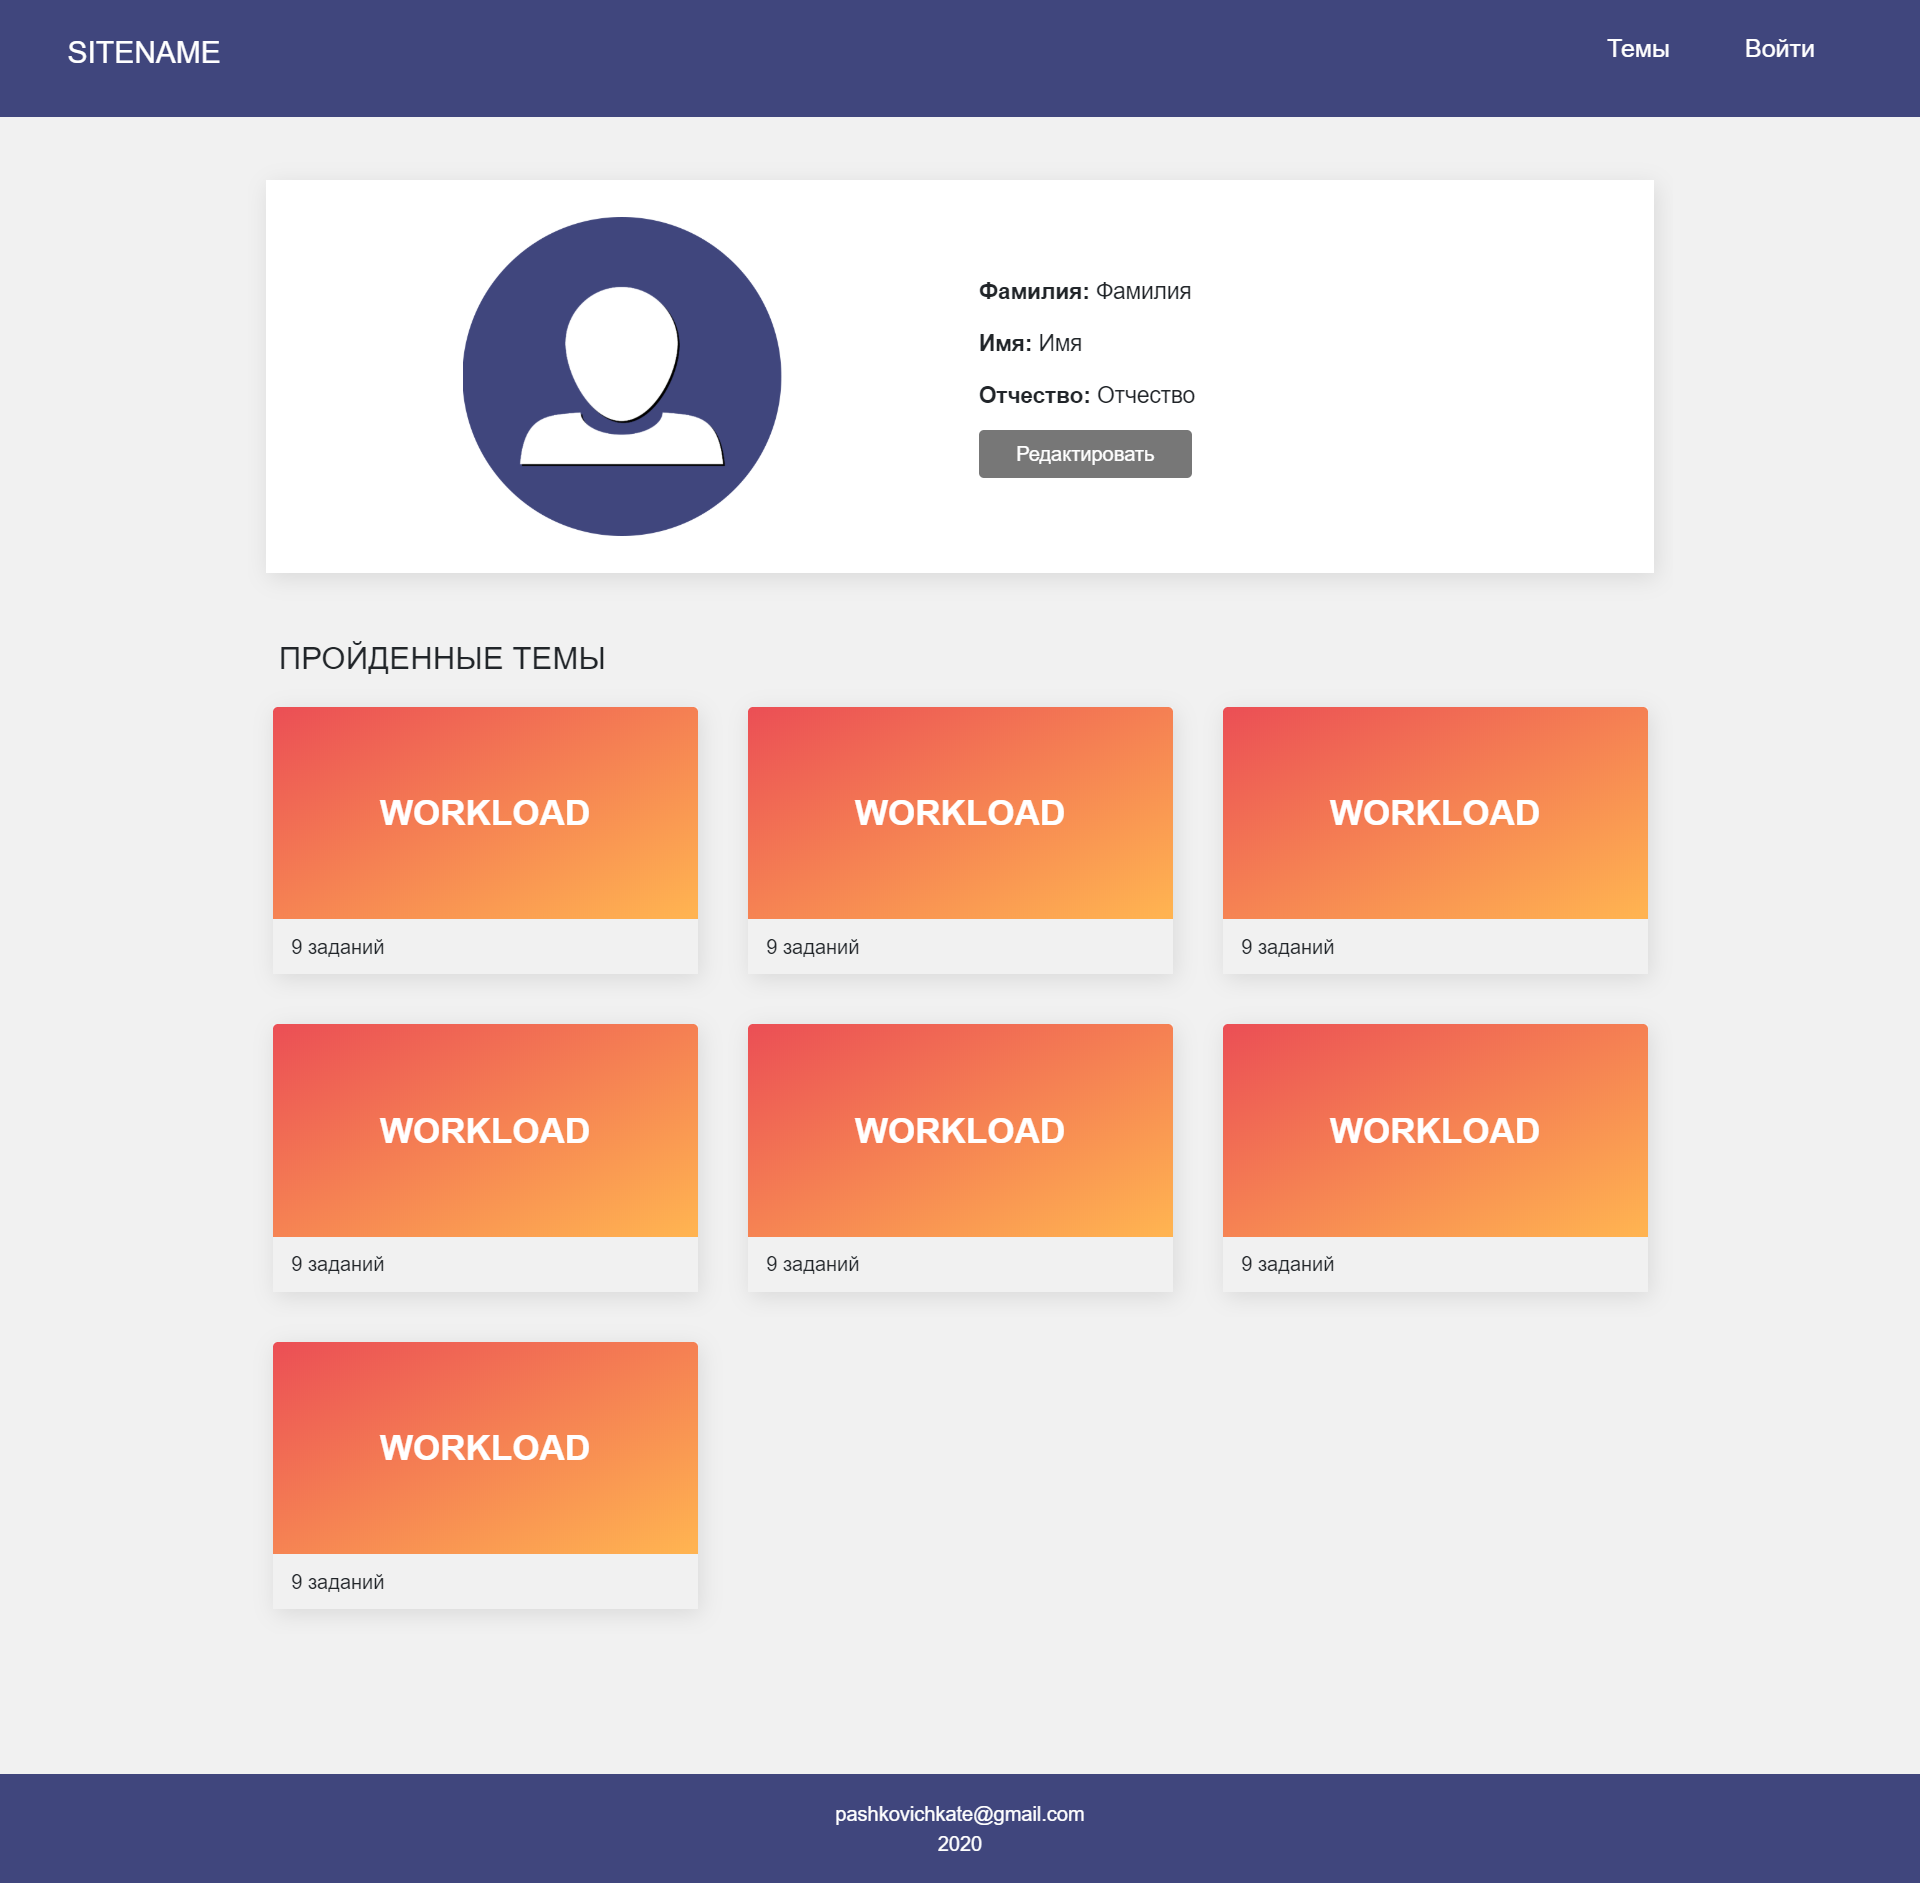 SITENAME
Темы
Войти
Фамилия: Фамилия
Имя: Имя
Отчество: Отчество
Редактировать
ПРОЙДЕННЫЕ ТЕМЫ
WORKLOAD
WORKLOAD
WORKLOAD
9 заданий
9 заданий
9 заданий
WORKLOAD
WORKLOAD
WORKLOAD
9 заданий
9 заданий
9 заданий
WORKLOAD
9 заданий
pashkovichkate@gmail.com
2020